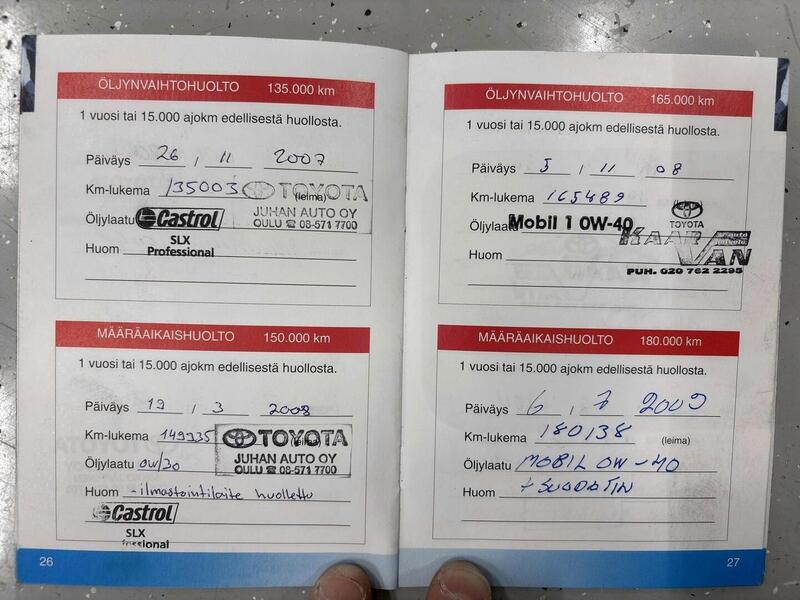 ÖLJYNVAIHTOHUOLTO 135.000 km
1 vuosi tai 15.000 ajokm edellisestä huollosta.
Päiväys 26 / 11 2007
Km-lukema 135003 (leima) TOYOTA
Öljylaatu Castrol JUHAN AUTO OY
OULU ☎ 08-571 7700
SLX
Huom Professional
MÄÄRÄAIKAISHUOLTO 150.000 km
1 vuosi tai 15.000 ajokm edellisestä huollosta.
Päiväys 19 / 3 2008
Km-lukema 149935 (leima) TOYOTA
Öljylaatu 0W/30 JUHAN AUTO OY
OULU ☎ 08-571 7700
Huom -ilmastointilaite huollettu
Castrol
SLX
26
ÖLJYNVAIHTOHUOLTO 165.000 km
1 vuosi tai 15.000 ajokm edellisestä huollosta.
Päiväys 5 / 11 08
Km-lukema 165489 (leima)
TOYOTA
Öljylaatu Mobil 1 0W-40 KAAR
Huom VAN
PUH. 020 762 2295
MÄÄRÄAIKAISHUOLTO 180.000 km
1 vuosi tai 15.000 ajokm edellisestä huollosta.
Päiväys 6 / 7 2009
Km-lukema 180138 (leima)
Öljylaatu MOBIL 0W-40
Huom + SUODATIN
27